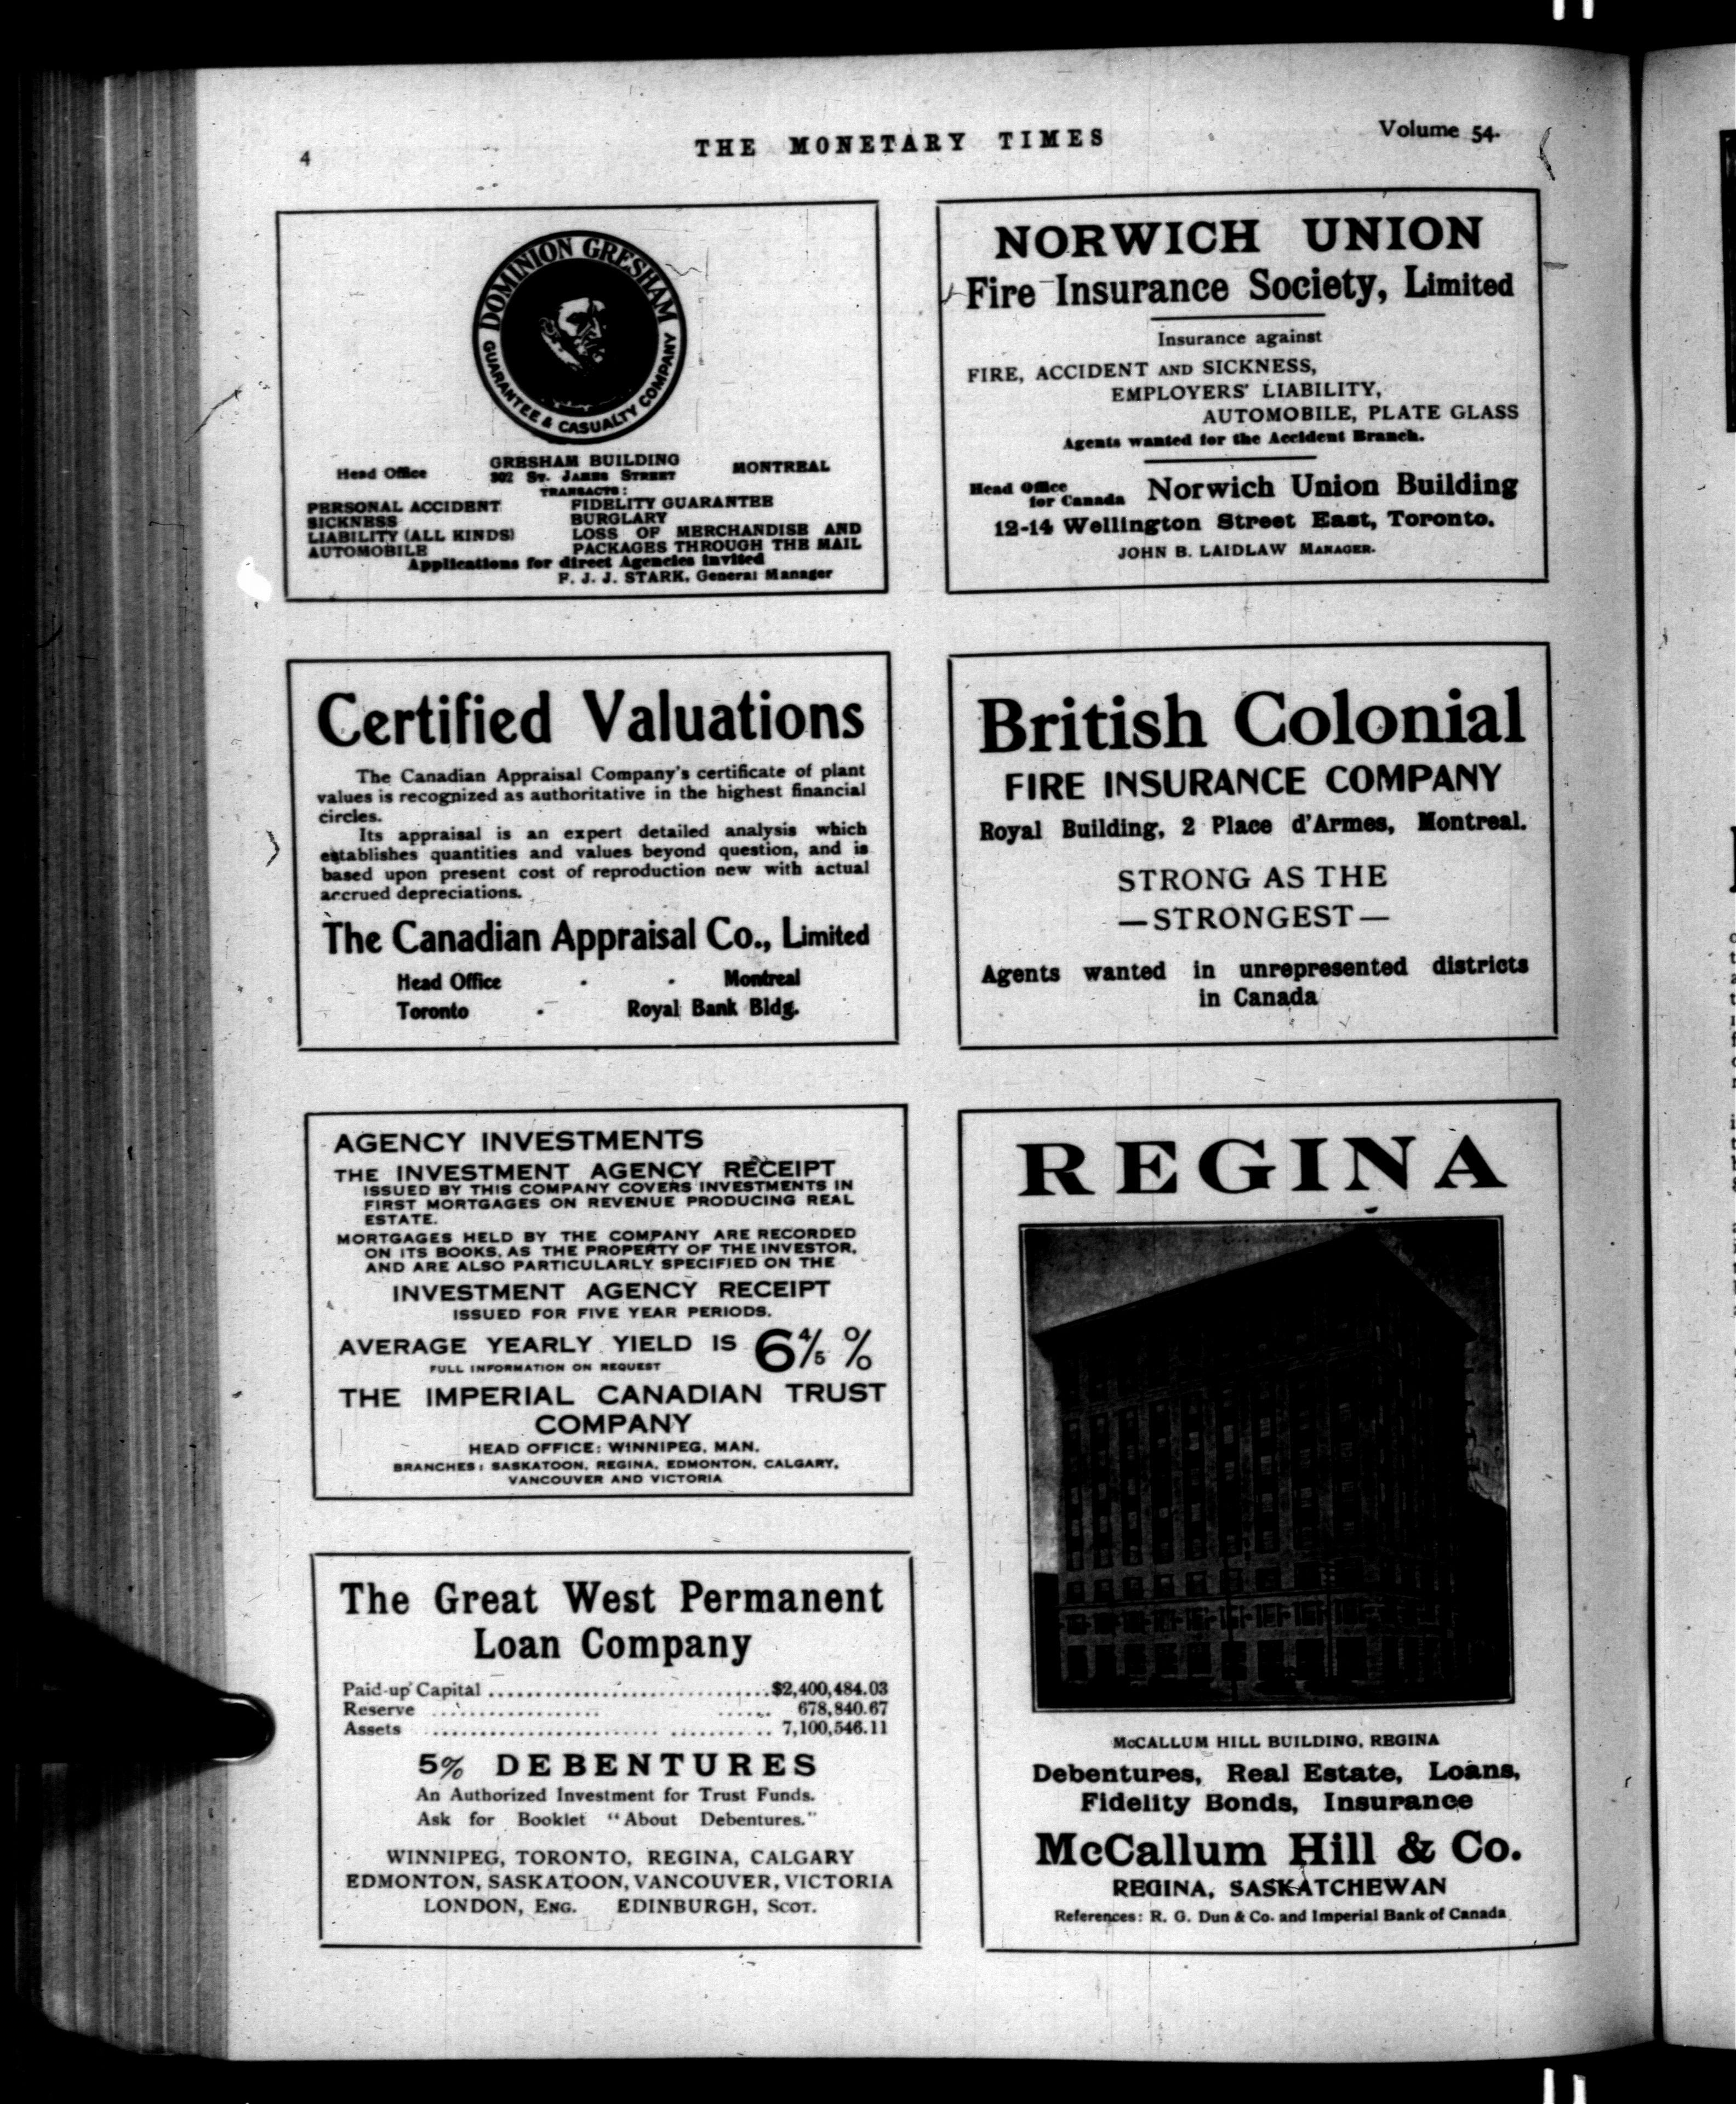 4
THE MONETARY TIMES
Volume 54.
DOMINION GRESHAM
GUARANTEE & CASUALTY COMPANY
Head Office
GRESHAM BUILDING
302 ST. JAMES STREET
MONTREAL
TRANSACTS:
PERSONAL ACCIDENT
SICKNESS
LIABILITY (ALL KINDS)
AUTOMOBILE
FIDELITY GUARANTEE
BURGLARY
LOSS OF MERCHANDISE AND
PACKAGES THROUGH THE MAIL
Applications for direct Agencies invited
F. J. J. STARK, General Manager
NORWICH UNION
Fire Insurance Society, Limited
Insurance against
FIRE, ACCIDENT AND SICKNESS,
EMPLOYERS' LIABILITY,
AUTOMOBILE, PLATE GLASS
Agents wanted for the Accident Branch.
Head Office
for Canada Norwich Union Building
12-14 Wellington Street East, Toronto.
JOHN B. LAIDLAW MANAGER.
Certified Valuations
The Canadian Appraisal Company's certificate of plant
values is recognized as authoritative in the highest financial
circles.
Its appraisal is an expert detailed analysis which
establishes quantities and values beyond question, and is
based upon present cost of reproduction new with actual
accrued depreciations.
The Canadian Appraisal Co., Limited
Head Office - - Montreal
Toronto - Royal Bank Bldg.
British Colonial
FIRE INSURANCE COMPANY
Royal Building, 2 Place d'Armes, Montreal.
STRONG AS THE
—STRONGEST—
Agents wanted in unrepresented districts
in Canada
AGENCY INVESTMENTS
THE INVESTMENT AGENCY RECEIPT
ISSUED BY THIS COMPANY COVERS INVESTMENTS IN
FIRST MORTGAGES ON REVENUE PRODUCING REAL
ESTATE.
MORTGAGES HELD BY THE COMPANY ARE RECORDED
ON ITS BOOKS, AS THE PROPERTY OF THE INVESTOR,
AND ARE ALSO PARTICULARLY SPECIFIED ON THE
INVESTMENT AGENCY RECEIPT
ISSUED FOR FIVE YEAR PERIODS.
AVERAGE YEARLY YIELD IS 6 4/5 %
FULL INFORMATION ON REQUEST
THE IMPERIAL CANADIAN TRUST
COMPANY
HEAD OFFICE: WINNIPEG, MAN.
BRANCHES: SASKATOON, REGINA, EDMONTON, CALGARY,
VANCOUVER AND VICTORIA
The Great West Permanent
Loan Company
Paid-up Capital ..............................$2,400,484.03
Reserve .................. ...... 678,840.67
Assets ......................... ........... 7,100,546.11
5% DEBENTURES
An Authorized Investment for Trust Funds.
Ask for Booklet "About Debentures."
WINNIPEG, TORONTO, REGINA, CALGARY
EDMONTON, SASKATOON, VANCOUVER, VICTORIA
LONDON, ENG. EDINBURGH, SCOT.
REGINA
McCALLUM HILL BUILDING, REGINA
Debentures, Real Estate, Loans,
Fidelity Bonds, Insurance
McCallum Hill & Co.
REGINA, SASKATCHEWAN
References: R. G. Dun & Co. and Imperial Bank of Canada